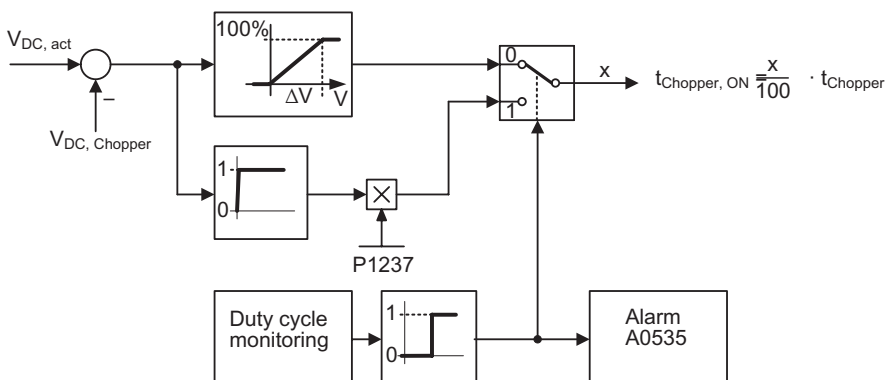 V_DC, act
–
V_DC, Chopper
100%
ΔV
V
0
1
x
t_Chopper, ON = x/100 · t_Chopper
1
0
×
P1237
Duty cycle
monitoring
1
0
Alarm
A0535